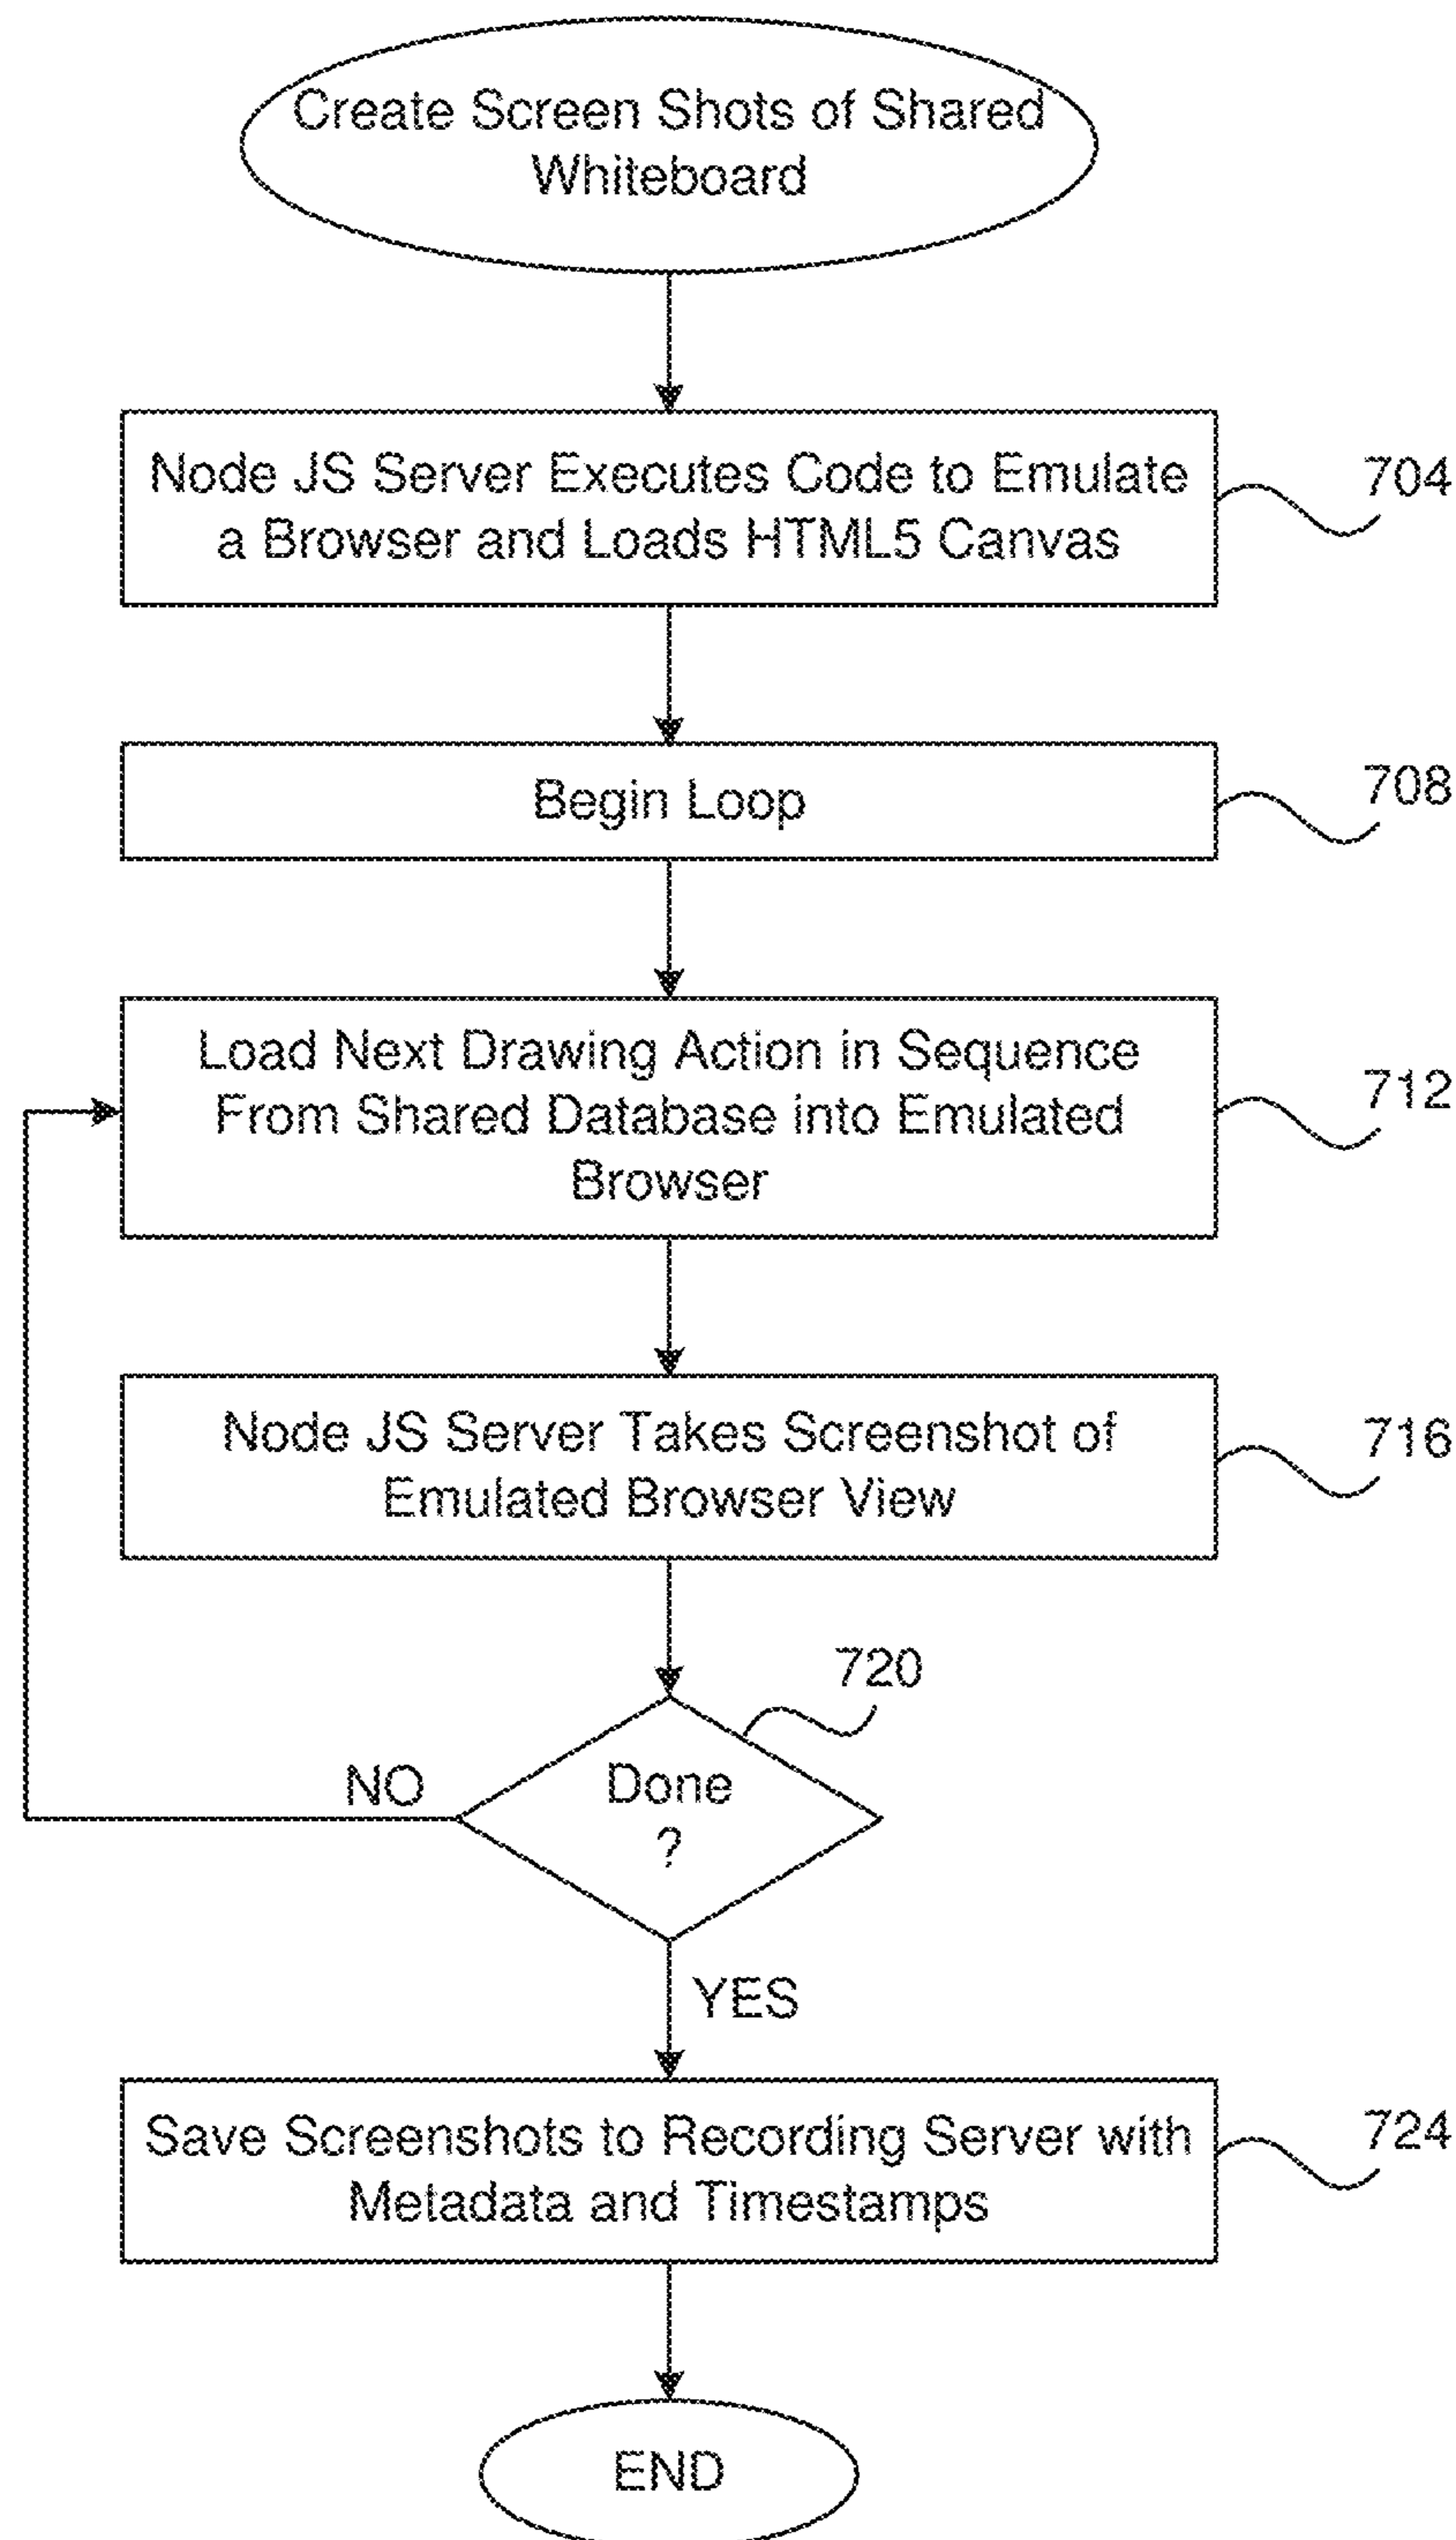 Create Screen Shots of Shared
Whiteboard
Node JS Server Executes Code to Emulate
a Browser and Loads HTML5 Canvas
704
Begin Loop
708
Load Next Drawing Action in Sequence
From Shared Database into Emulated
Browser
712
Node JS Server Takes Screenshot of
Emulated Browser View
716
720
Done
?
NO
YES
Save Screenshots to Recording Server with
Metadata and Timestamps
724
END